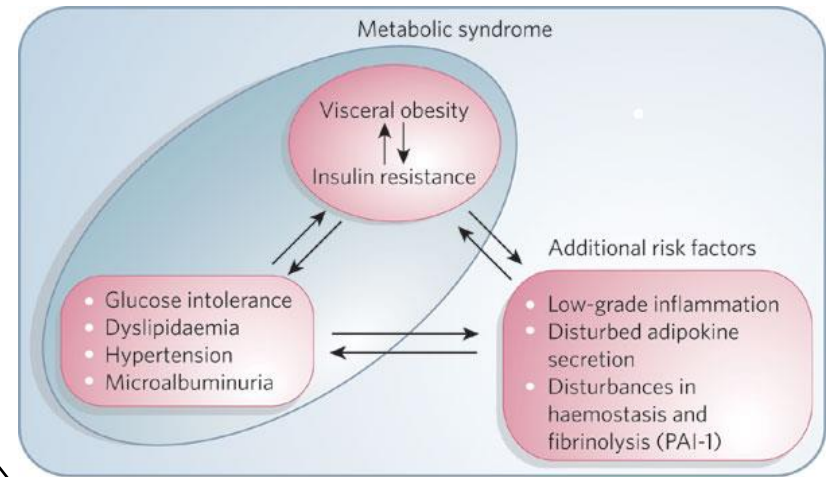 Metabolic syndrome
Visceral obesity
Insulin resistance
Additional risk factors
• Glucose intolerance
• Dyslipidaemia
• Hypertension
• Microalbuminuria
• Low-grade inflammation
• Disturbed adipokine
secretion
• Disturbances in
haemostasis and
fibrinolysis (PAI-1)